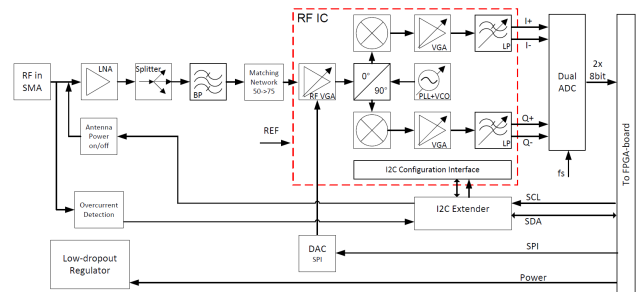 RF IC
I+
I-
LNA
Splitter
VGA
LP
RF in
SMA
BP
Matching
Network
50->75
RF VGA
0°
90°
PLL+VCO
Dual
ADC
2x
8bit
Antenna
Power
on/off
REF
VGA
LP
Q+
Q-
I2C Configuration Interface
fs
To FPGA-board
Overcurrent
Detection
I2C Extender
SCL
SDA
DAC
SPI
SPI
Low-dropout
Regulator
Power